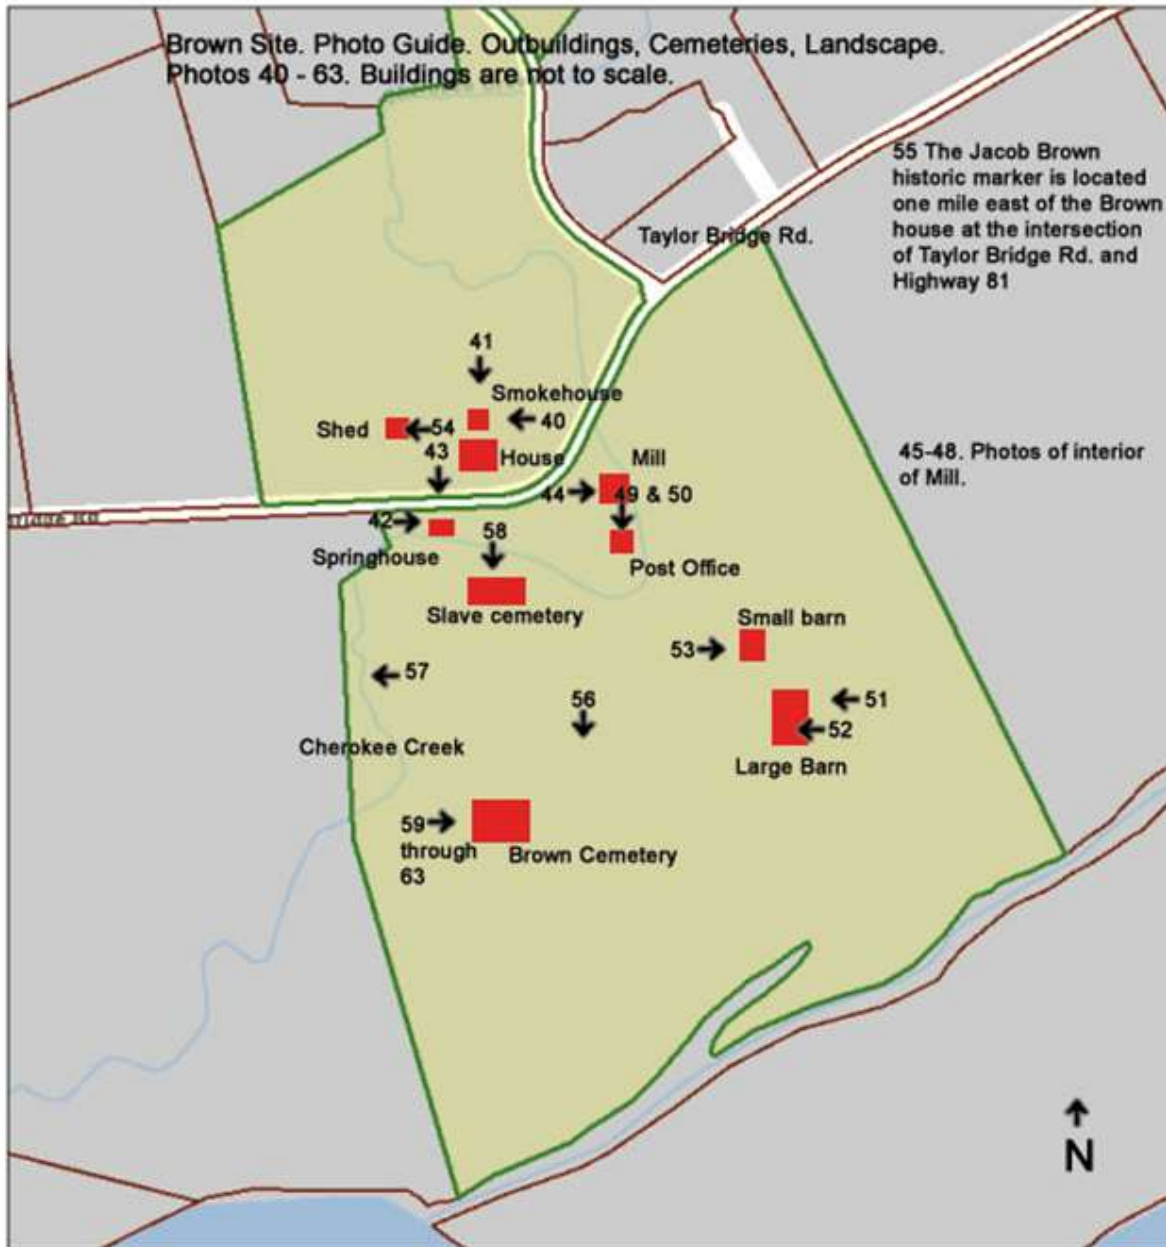 Brown Site. Photo Guide. Outbuildings, Cemeteries, Landscape.
Photos 40 - 63. Buildings are not to scale.
55 The Jacob Brown
historic marker is located
one mile east of the Brown
house at the intersection
of Taylor Bridge Rd. and
Highway 81
Taylor Bridge Rd.
41
Smokehouse
40
Shed
54
43
House
Mill
45-48. Photos of interior
of Mill.
44
49 & 50
42
58
Springhouse
Post Office
Slave cemetery
Small barn
53
57
56
51
52
Cherokee Creek
Large Barn
59
through
63
Brown Cemetery
N